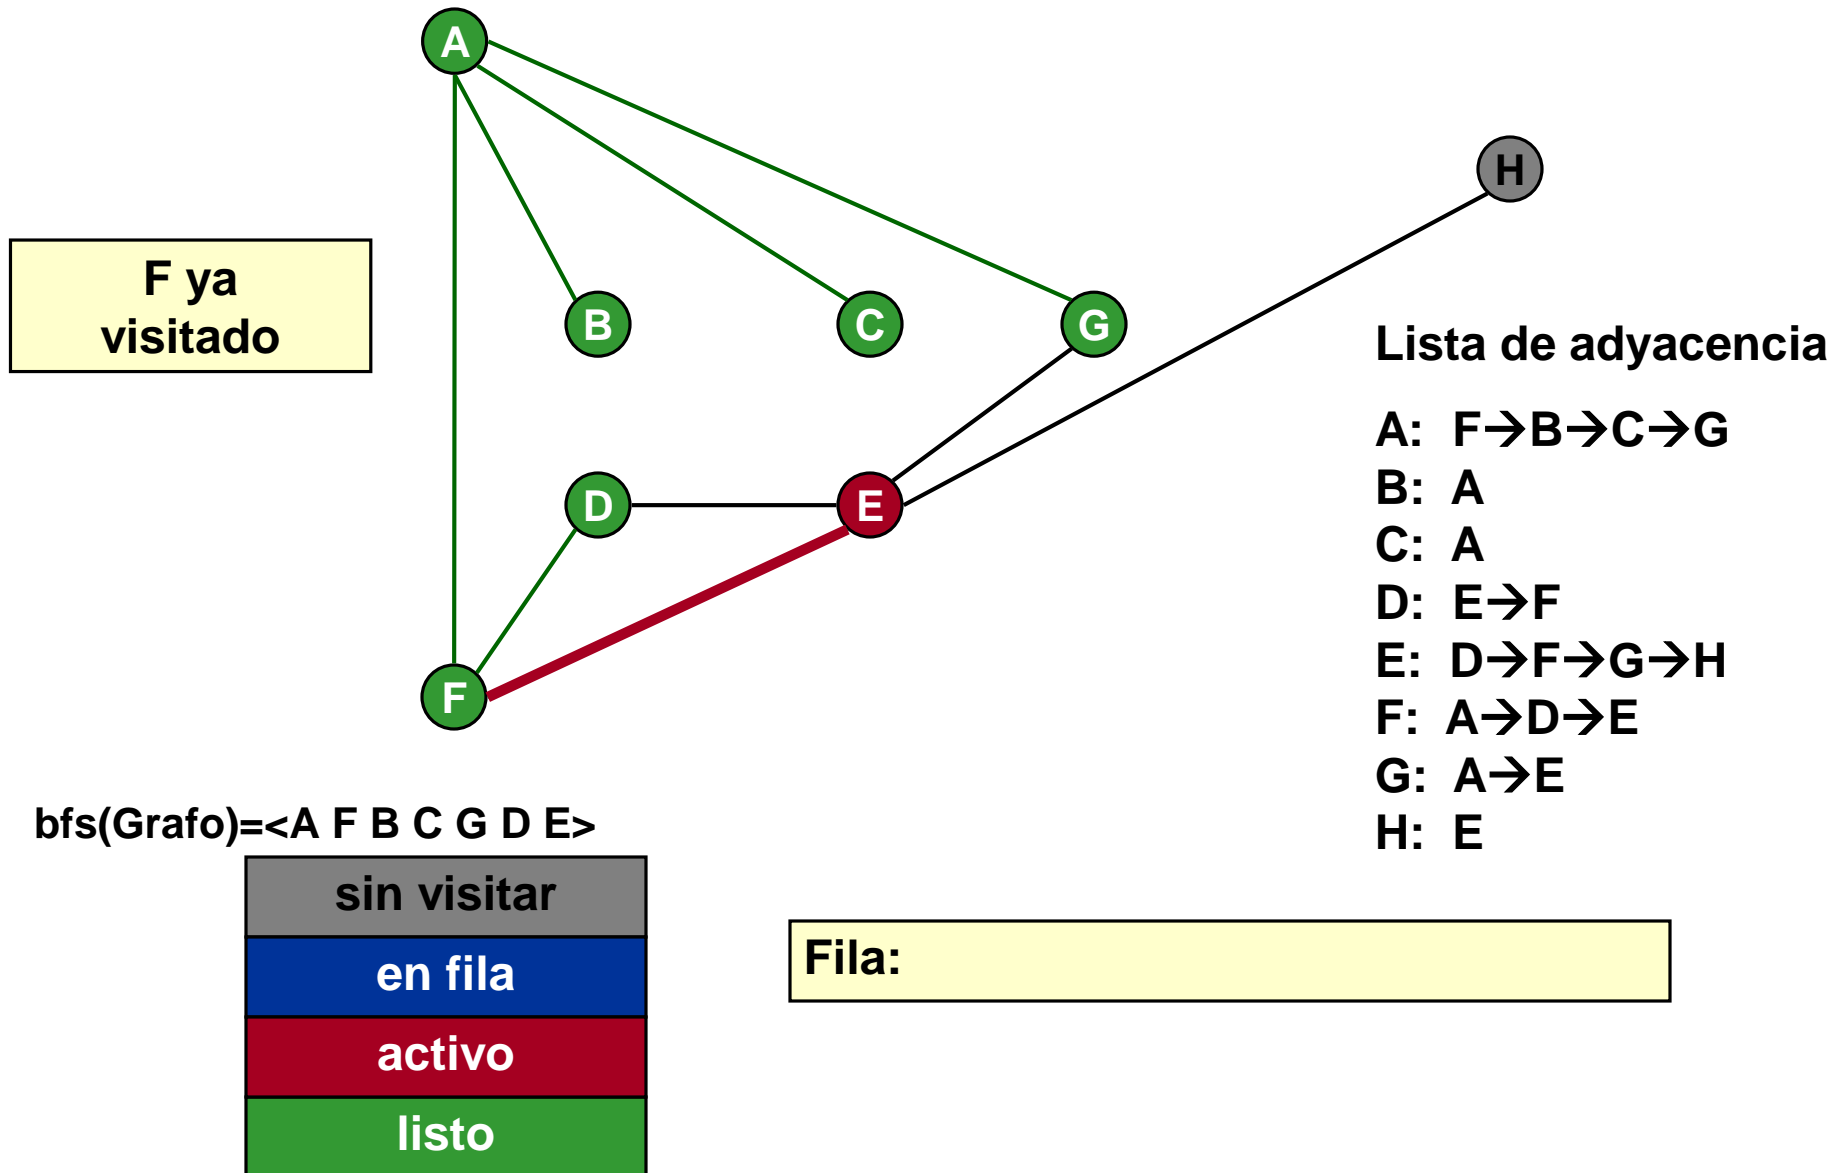 A
H
F ya
visitado
B
C
G
Lista de adyacencia
A: F→B→C→G
B: A
C: A
D: E→F
E: D→F→G→H
F: A→D→E
G: A→E
H: E
D
E
F
bfs(Grafo)=<A F B C G D E>
sin visitar
en fila
activo
listo
Fila: